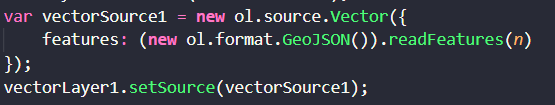 var vectorSource1 = new ol.source.Vector({
    features: (new ol.format.GeoJSON()).readFeatures(n)
});
vectorLayer1.setSource(vectorSource1);